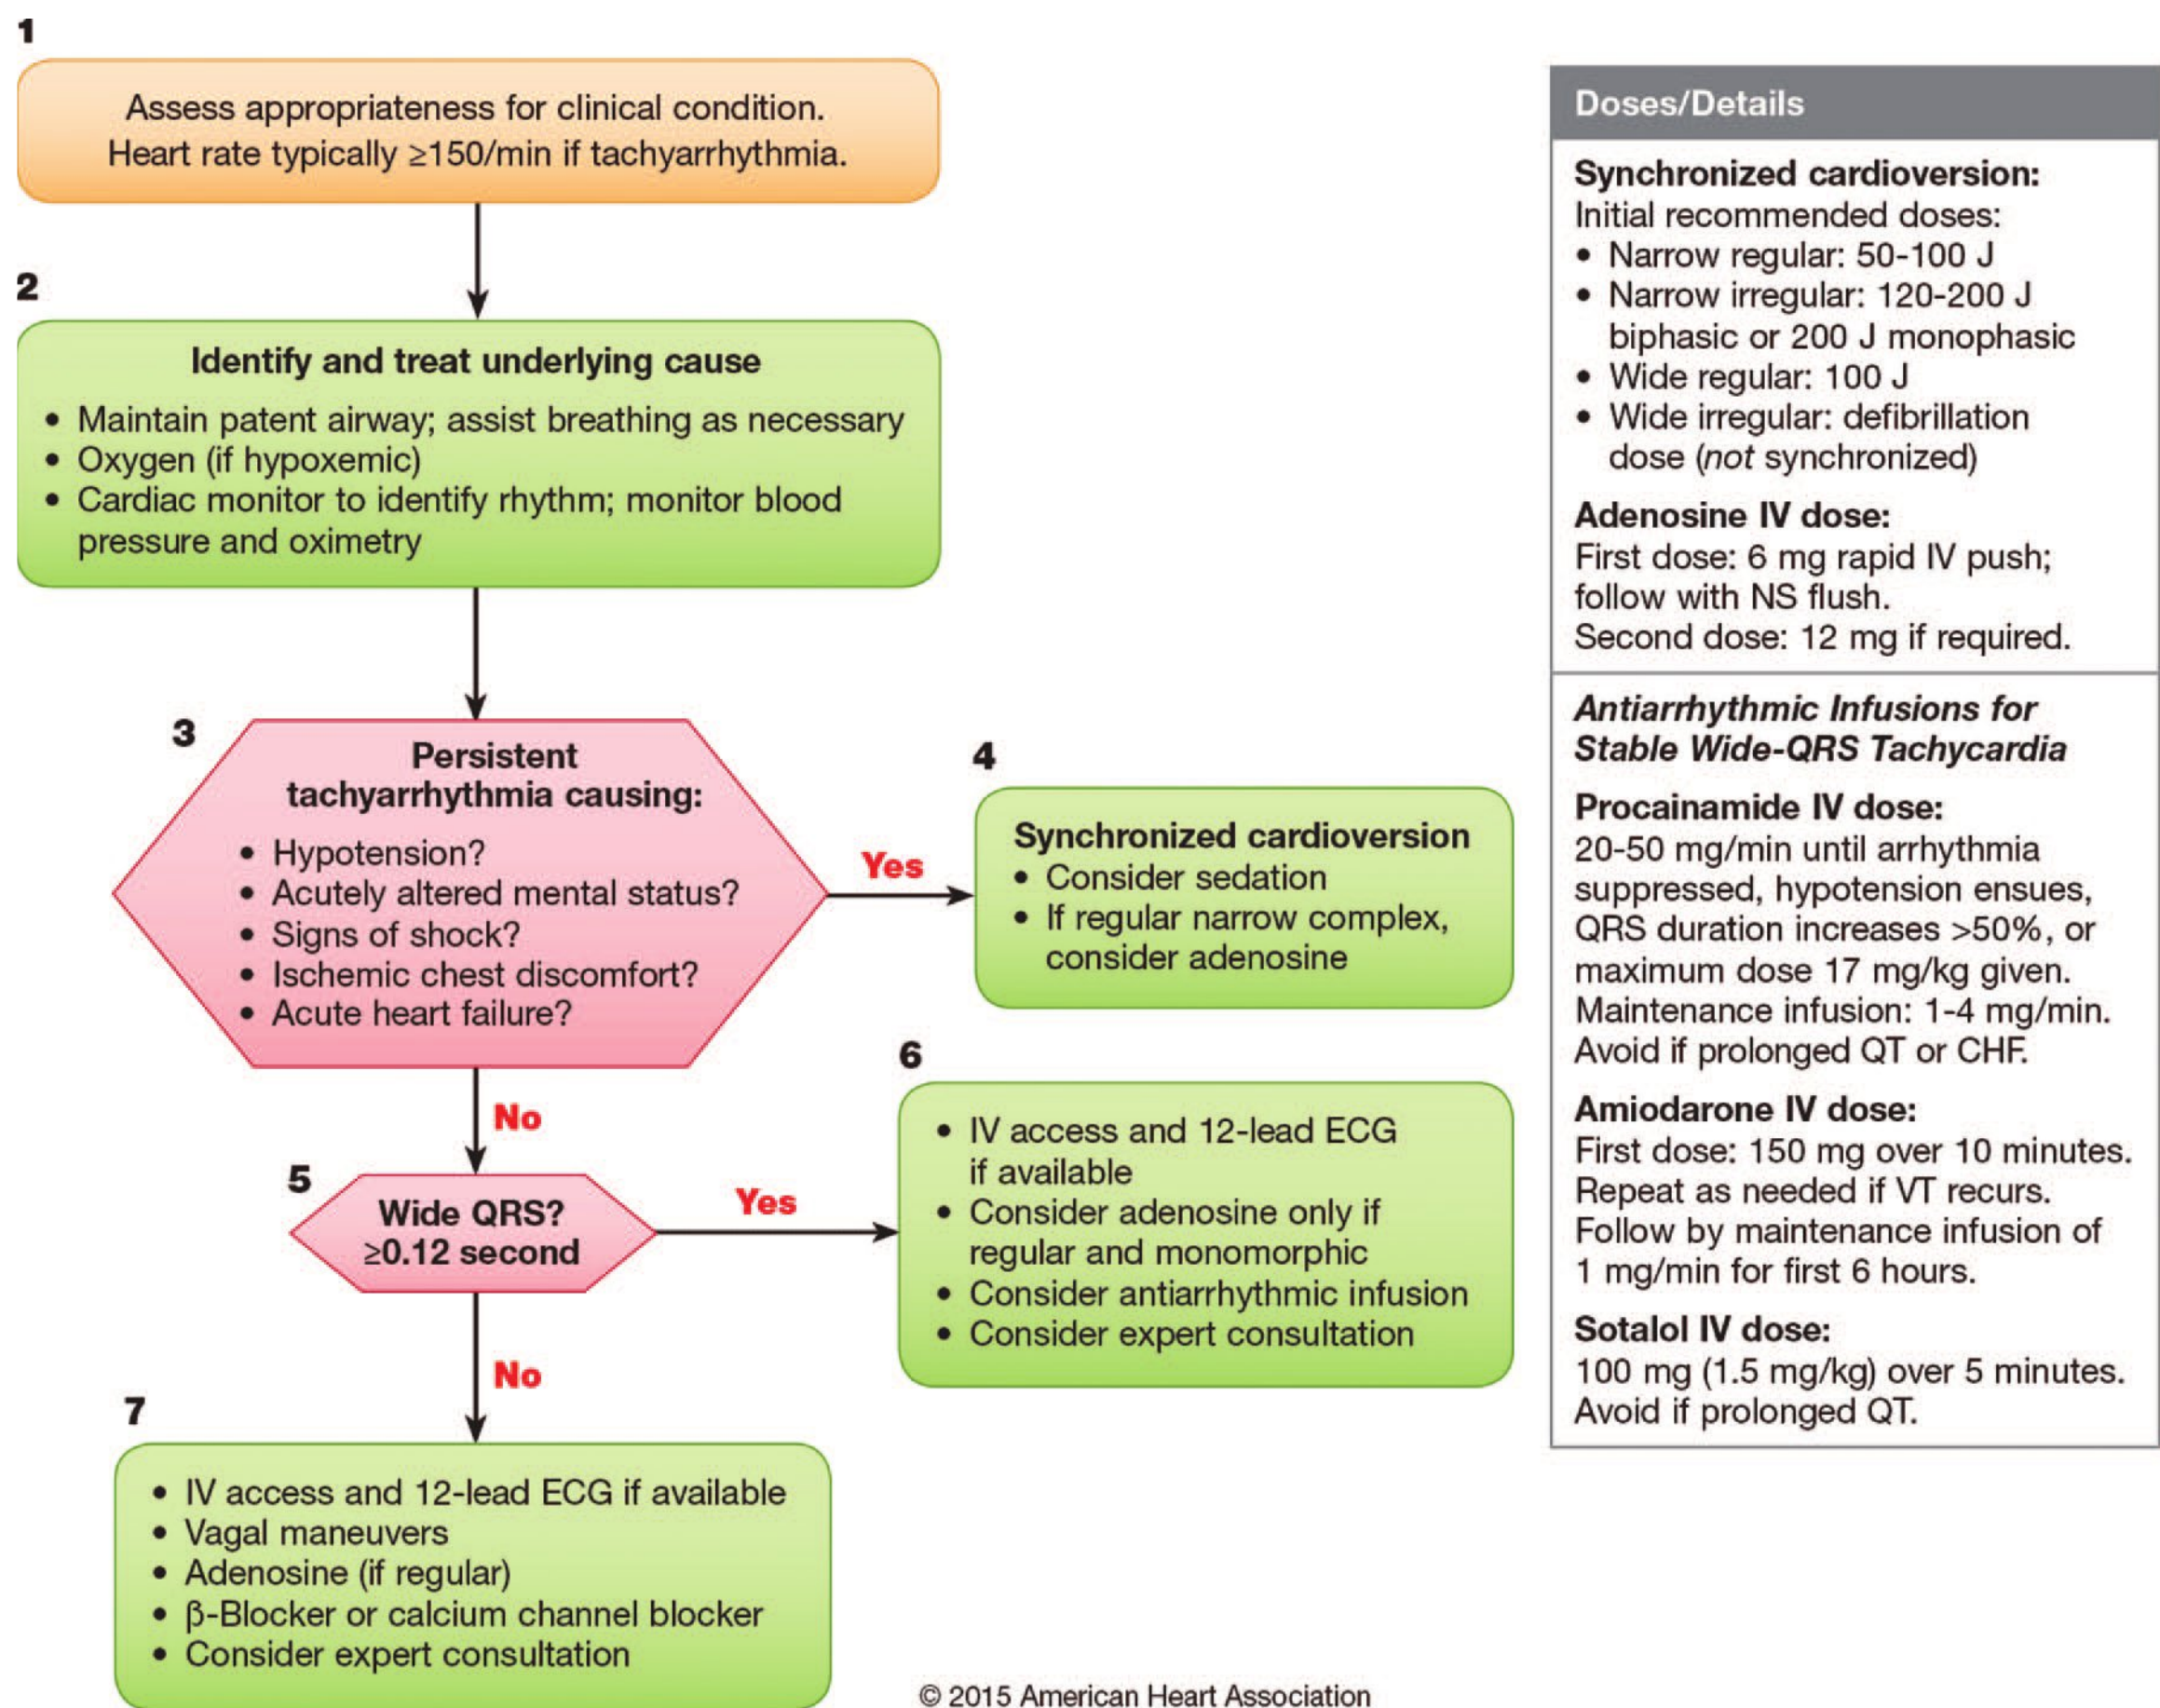 1
Assess appropriateness for clinical condition.
Heart rate typically ≥150/min if tachyarrhythmia.
2
Identify and treat underlying cause
• Maintain patent airway; assist breathing as necessary
• Oxygen (if hypoxemic)
• Cardiac monitor to identify rhythm; monitor blood
pressure and oximetry
3
Persistent
tachyarrhythmia causing:
• Hypotension?
• Acutely altered mental status?
• Signs of shock?
• Ischemic chest discomfort?
• Acute heart failure?
Yes
4
Synchronized cardioversion
• Consider sedation
• If regular narrow complex,
consider adenosine
No
5
Wide QRS?
≥0.12 second
Yes
6
• IV access and 12-lead ECG
if available
• Consider adenosine only if
regular and monomorphic
• Consider antiarrhythmic infusion
• Consider expert consultation
No
7
• IV access and 12-lead ECG if available
• Vagal maneuvers
• Adenosine (if regular)
• β-Blocker or calcium channel blocker
• Consider expert consultation
Doses/Details
Synchronized cardioversion:
Initial recommended doses:
• Narrow regular: 50-100 J
• Narrow irregular: 120-200 J
biphasic or 200 J monophasic
• Wide regular: 100 J
• Wide irregular: defibrillation
dose (not synchronized)
Adenosine IV dose:
First dose: 6 mg rapid IV push;
follow with NS flush.
Second dose: 12 mg if required.
Antiarrhythmic Infusions for
Stable Wide-QRS Tachycardia
Procainamide IV dose:
20-50 mg/min until arrhythmia
suppressed, hypotension ensues,
QRS duration increases >50%, or
maximum dose 17 mg/kg given.
Maintenance infusion: 1-4 mg/min.
Avoid if prolonged QT or CHF.
Amiodarone IV dose:
First dose: 150 mg over 10 minutes.
Repeat as needed if VT recurs.
Follow by maintenance infusion of
1 mg/min for first 6 hours.
Sotalol IV dose:
100 mg (1.5 mg/kg) over 5 minutes.
Avoid if prolonged QT.
© 2015 American Heart Association